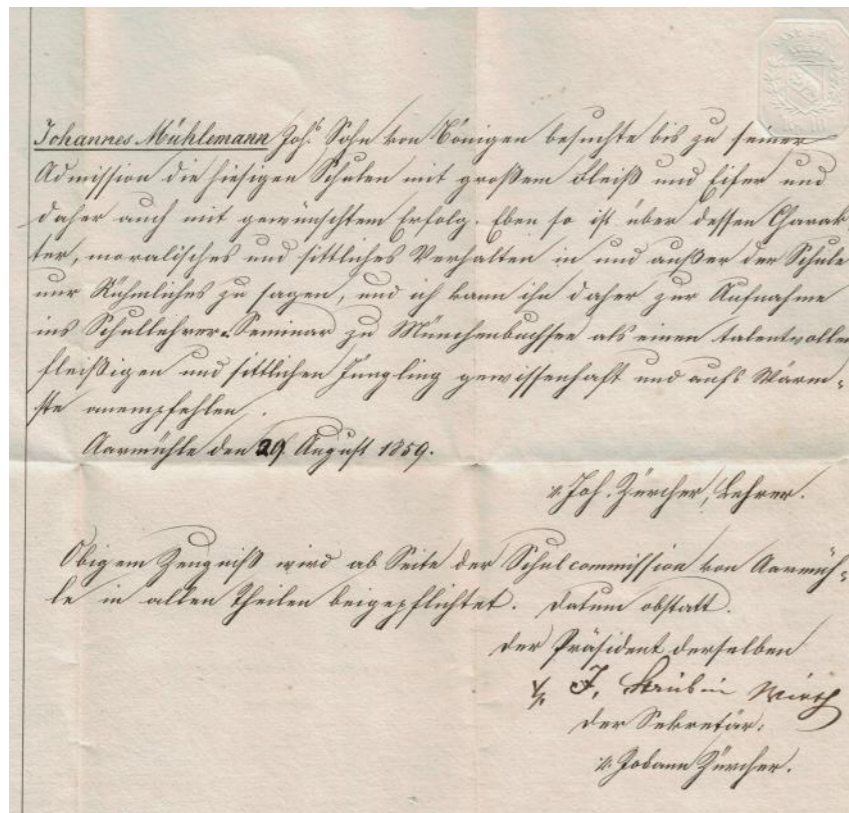 Johannes Mühlemann Joh.s Sohn von Bönigen besuchte bis zu seiner
Admission die hiesigen Schulen mit großem Fleiß und Eifer und
daher auch mit gewünschtem Erfolg. Eben so ist über dessen Charak-
ter, moralisches und sittliches Verhalten in und außer der Schule
nur Rühmliches zu sagen, und ich kann ihn daher zur Aufnahme
ins Schullehrer-Seminar zu Münchenbuchsee als einen talentvollen
fleißigen und sittlichen Jüngling gewissenhaft und aufs Wärm-
ste anempfehlen.
Aarmühle den 29. August 1859.
Joh. Zürcher, Lehrer.
Obigem Zeugniß wird ab Seite der Schulcommission von Aarmüh-
le in allen Theilen beigepflichtet. Datum obstatt.
Der Präsident derselben
J. Wirth
Der Sekretär:
Johann Zürcher.